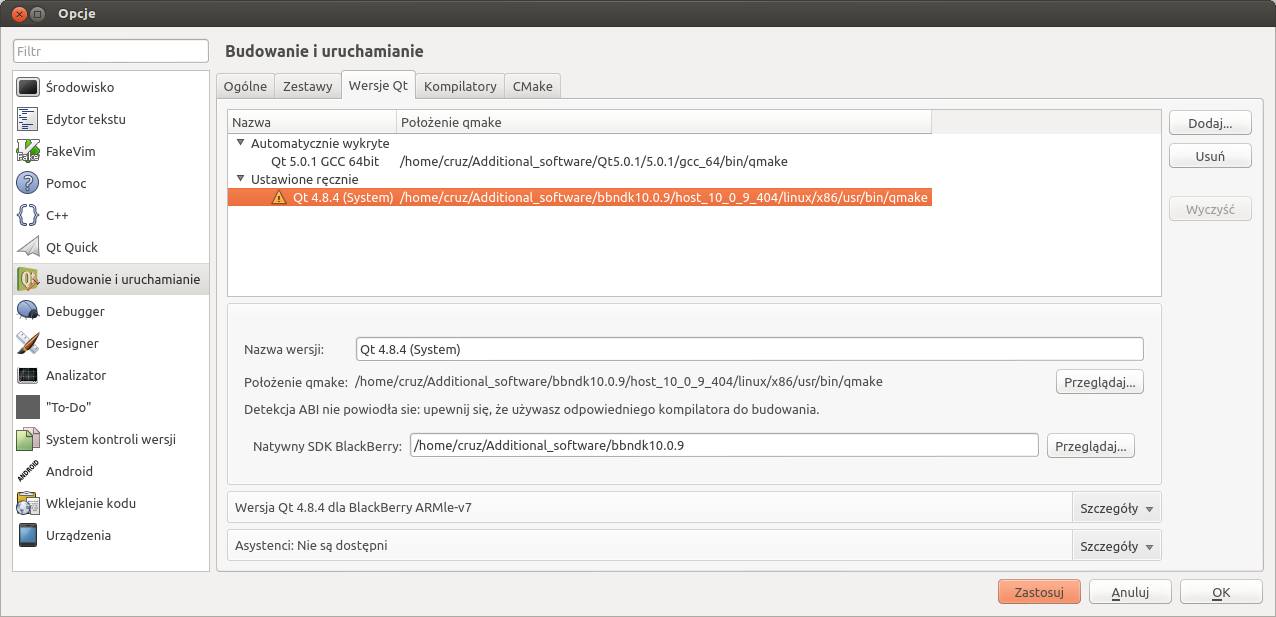 Opcje
Filtr
Środowisko
Edytor tekstu
FakeVim
Pomoc
C++
Qt Quick
Budowanie i uruchamianie
Debugger
Designer
Analizator
"To-Do"
System kontroli wersji
Android
Wklejanie kodu
Urządzenia
Budowanie i uruchamianie
Ogólne Zestawy Wersje Qt Kompilatory CMake
Nazwa Położenie qmake
Automatycznie wykryte
Qt 5.0.1 GCC 64bit /home/cruz/Additional_software/Qt5.0.1/5.0.1/gcc_64/bin/qmake
Ustawione ręcznie
Qt 4.8.4 (System) /home/cruz/Additional_software/bbndk10.0.9/host_10_0_9_404/linux/x86/usr/bin/qmake
Dodaj...
Usuń
Wyczyść
Nazwa wersji: Qt 4.8.4 (System)
Położenie qmake: /home/cruz/Additional_software/bbndk10.0.9/host_10_0_9_404/linux/x86/usr/bin/qmake Przeglądaj...
Detekcja ABI nie powiodła sie: upewnij się, że używasz odpowiedniego kompilatora do budowania.
Natywny SDK BlackBerry: /home/cruz/Additional_software/bbndk10.0.9 Przeglądaj...
Wersja Qt 4.8.4 dla BlackBerry ARMle-v7 Szczegóły
Asystenci: Nie są dostępni Szczegóły
Zastosuj Anuluj OK